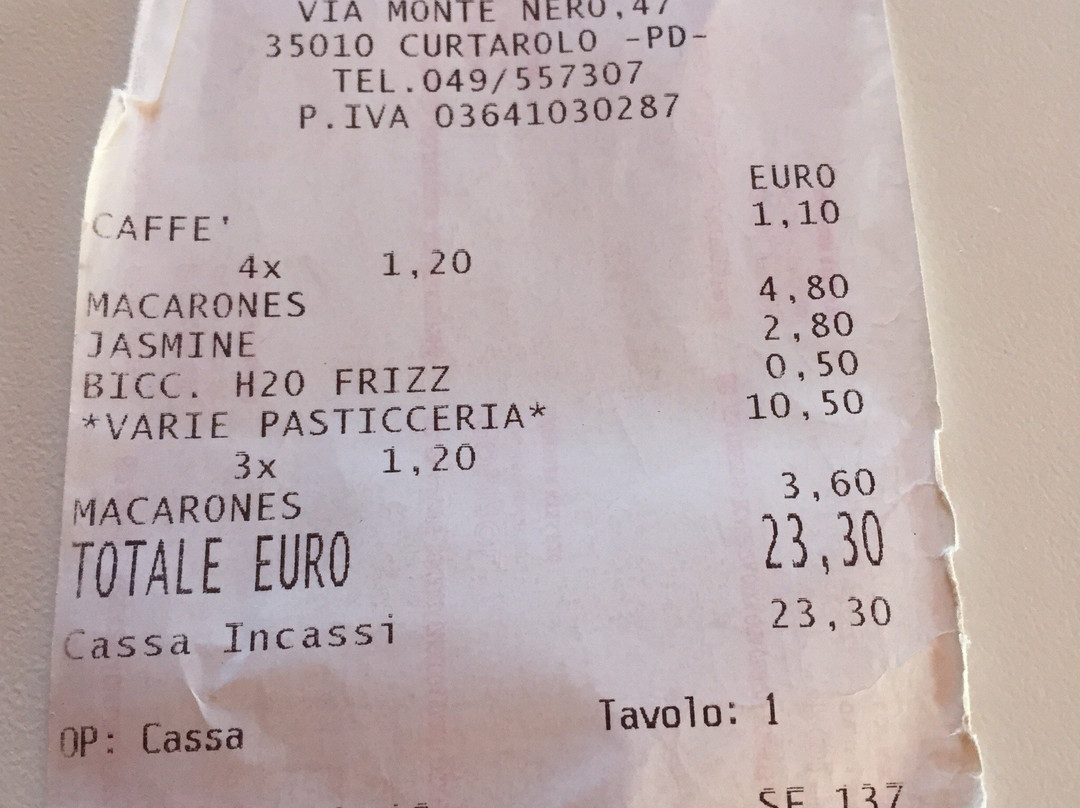 VIA MONTE NERO,47
35010 CURTAROLO -PD-
TEL.049/557307
P.IVA 03641030287
EURO
CAFFE' 1,10
4x 1,20
MACARONES 4,80
JASMINE 2,80
BICC. H2O FRIZZ 0,50
*VARIE PASTICCERIA* 10,50
3x 1,20
MACARONES 3,60
TOTALE EURO 23,30
Cassa Incassi 23,30
OP: Cassa Tavolo: 1
SF 137